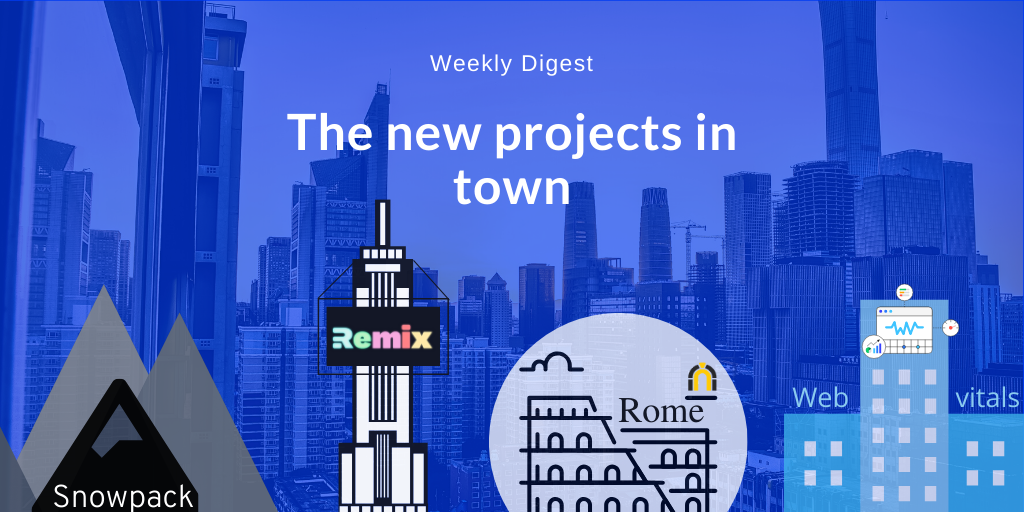 Weekly Digest
The new projects in
town
Remix
Rome
Web vitals
Snowpack